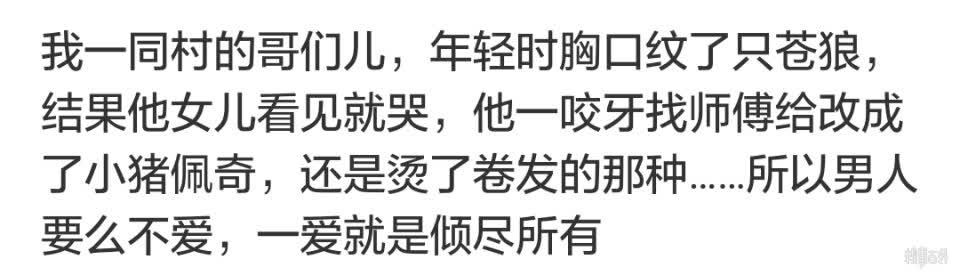 我一同村的哥们儿，年轻时胸口纹了只苍狼，
结果他女儿看见就哭，他一咬牙找师傅给改成
了小猪佩奇，还是烫了卷发的那种……所以男人
要么不爱，一爱就是倾尽所有